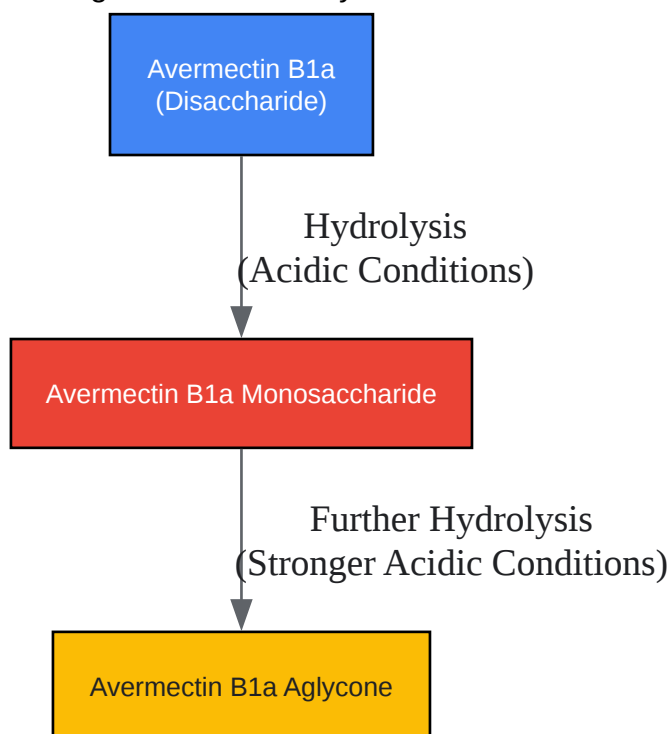 Avermectin B1a
(Disaccharide)
Hydrolysis
(Acidic Conditions)
Avermectin B1a Monosaccharide
Further Hydrolysis
(Stronger Acidic Conditions)
Avermectin B1a Aglycone